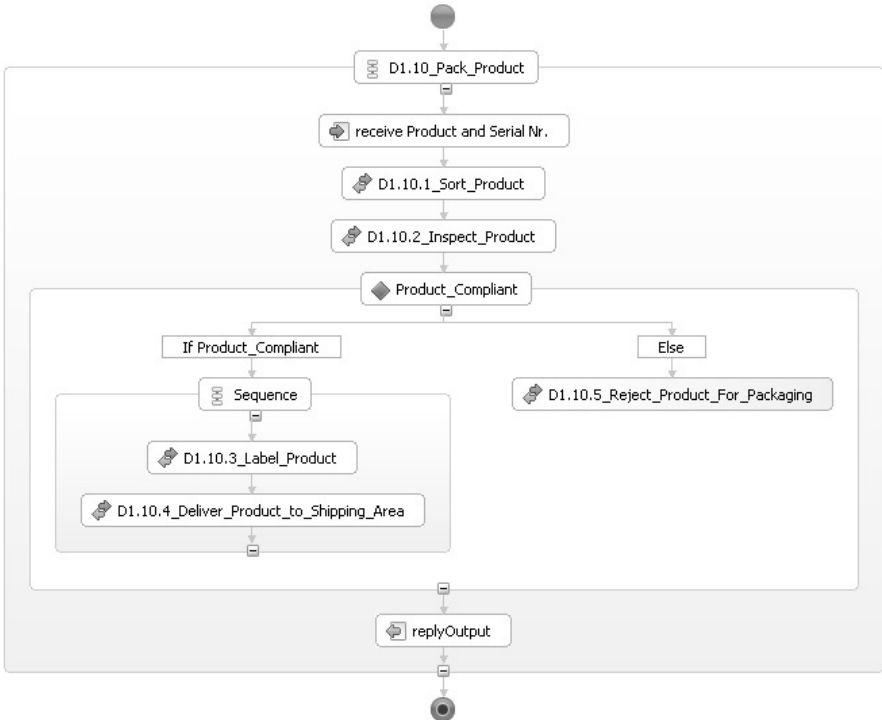 D1.10_Pack_Product
receive Product and Serial Nr.
D1.10.1_Sort_Product
D1.10.2_Inspect_Product
Product_Compliant
If Product_Compliant
Else
Sequence
D1.10.5_Reject_Product_For_Packaging
D1.10.3_Label_Product
D1.10.4_Deliver_Product_to_Shipping_Area
replyOutput